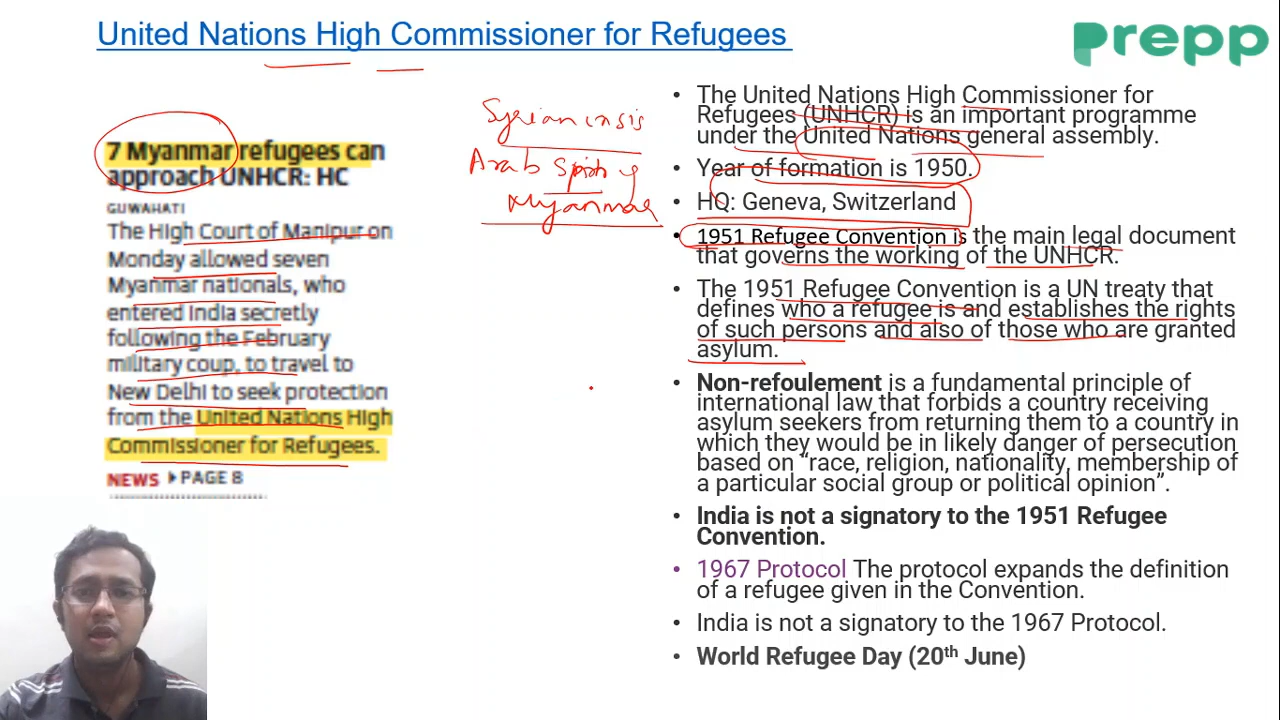 United Nations High Commissioner for Refugees
prepp
7 Myanmar refugees can
approach UNHCR: HC
GUWAHATI
The High Court of Manipur on
Monday allowed seven
Myanmar nationals, who
entered India secretly
following the February
military coup, to travel to
New Delhi to seek protection
from the United Nations High
Commissioner for Refugees.
NEWS PAGE 8
Syrian crisis
Arab Spring
Myanmar
• The United Nations High Commissioner for
Refugees (UNHCR) is an important programme
under the United Nations general assembly.
• Year of formation is 1950.
• HQ: Geneva, Switzerland
• 1951 Refugee Convention is the main legal document
that governs the working of the UNHCR.
• The 1951 Refugee Convention is a UN treaty that
defines who a refugee is and establishes the rights
of such persons and also of those who are granted
asylum.
• Non-refoulement is a fundamental principle of
international law that forbids a country receiving
asylum seekers from returning them to a country in
which they would be in likely danger of persecution
based on “race, religion, nationality, membership of
a particular social group or political opinion”.
• India is not a signatory to the 1951 Refugee
Convention.
• 1967 Protocol The protocol expands the definition
of a refugee given in the Convention.
• India is not a signatory to the 1967 Protocol.
• World Refugee Day (20th June)